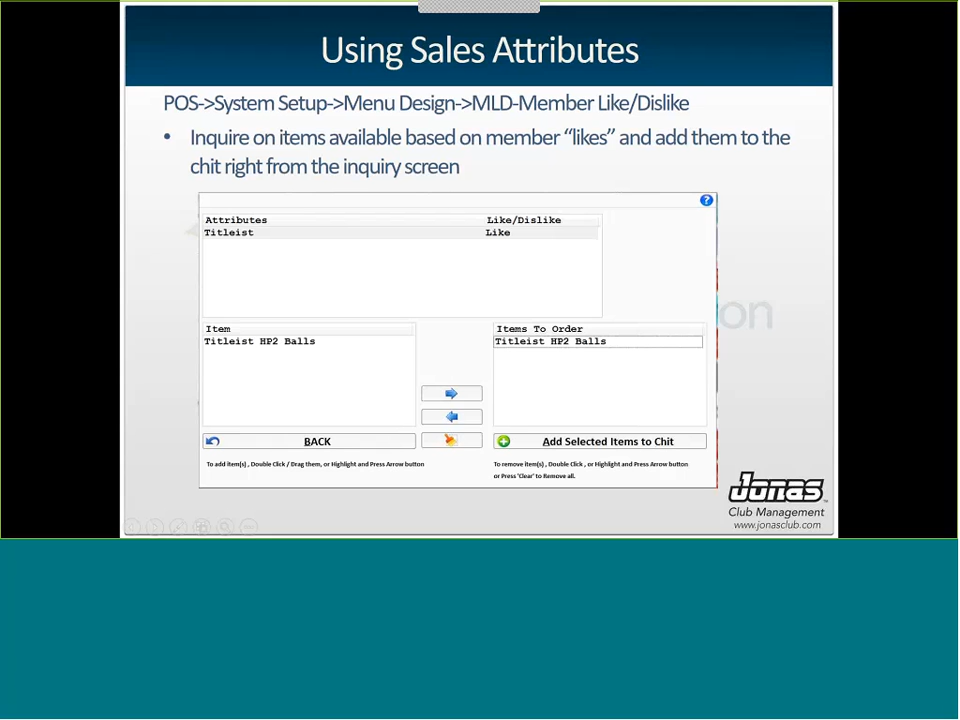 Using Sales Attributes
POS->System Setup->Menu Design->MLD-Member Like/Dislike
• Inquire on items available based on member “likes” and add them to the
chit right from the inquiry screen
?
Attributes Like/Dislike
Titleist Like
on
Item
Titleist HP2 Balls
Items To Order
Titleist HP2 Balls
BACK
Add Selected Items to Chit
To add item(s) , Double Click / Drag them, or Highlight and Press Arrow button
To remove item(s) , Double Click , or Highlight and Press Arrow button
or Press 'Clear' to Remove all.
Jonas
Club Management
www.jonasclub.com